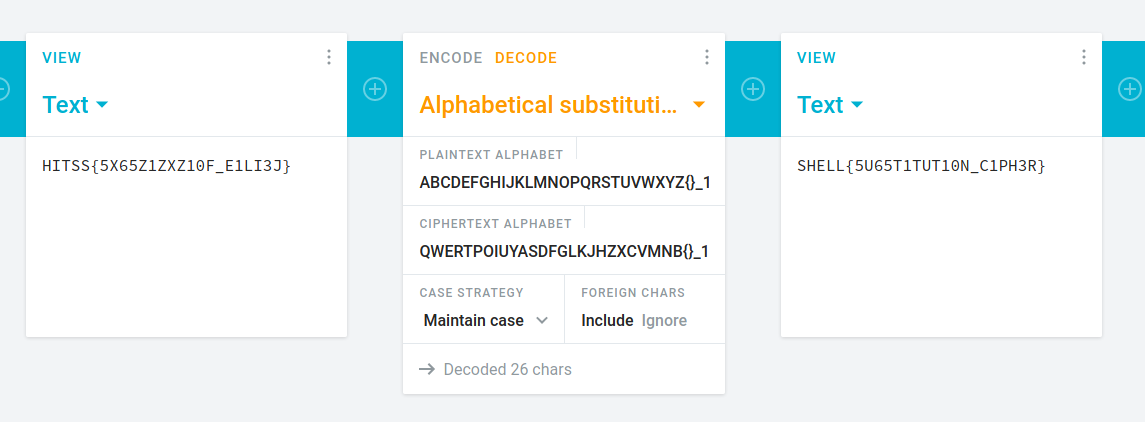 VIEW
Text
HITSS{5X65Z1ZXZ10F_E1LI3J}
ENCODE DECODE
Alphabetical substituti...
PLAINTEXT ALPHABET
ABCDEFGHIJKLMNOPQRSTUVWXYZ{}_1
CIPHERTEXT ALPHABET
QWERTPOIUYASDFGLKJHZXCVMNB{}_1
CASE STRATEGY
Maintain case
FOREIGN CHARS
Include Ignore
Decoded 26 chars
VIEW
Text
SHELL{5U65T1TUT10N_C1PH3R}